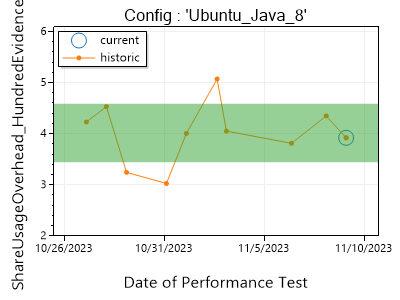 Config : 'Ubuntu_Java_8'
ShareUsageOverhead_HundredEvidence
current
historic
6
5
4
3
2
10/26/2023
10/31/2023
11/5/2023
11/10/2023
Date of Performance Test